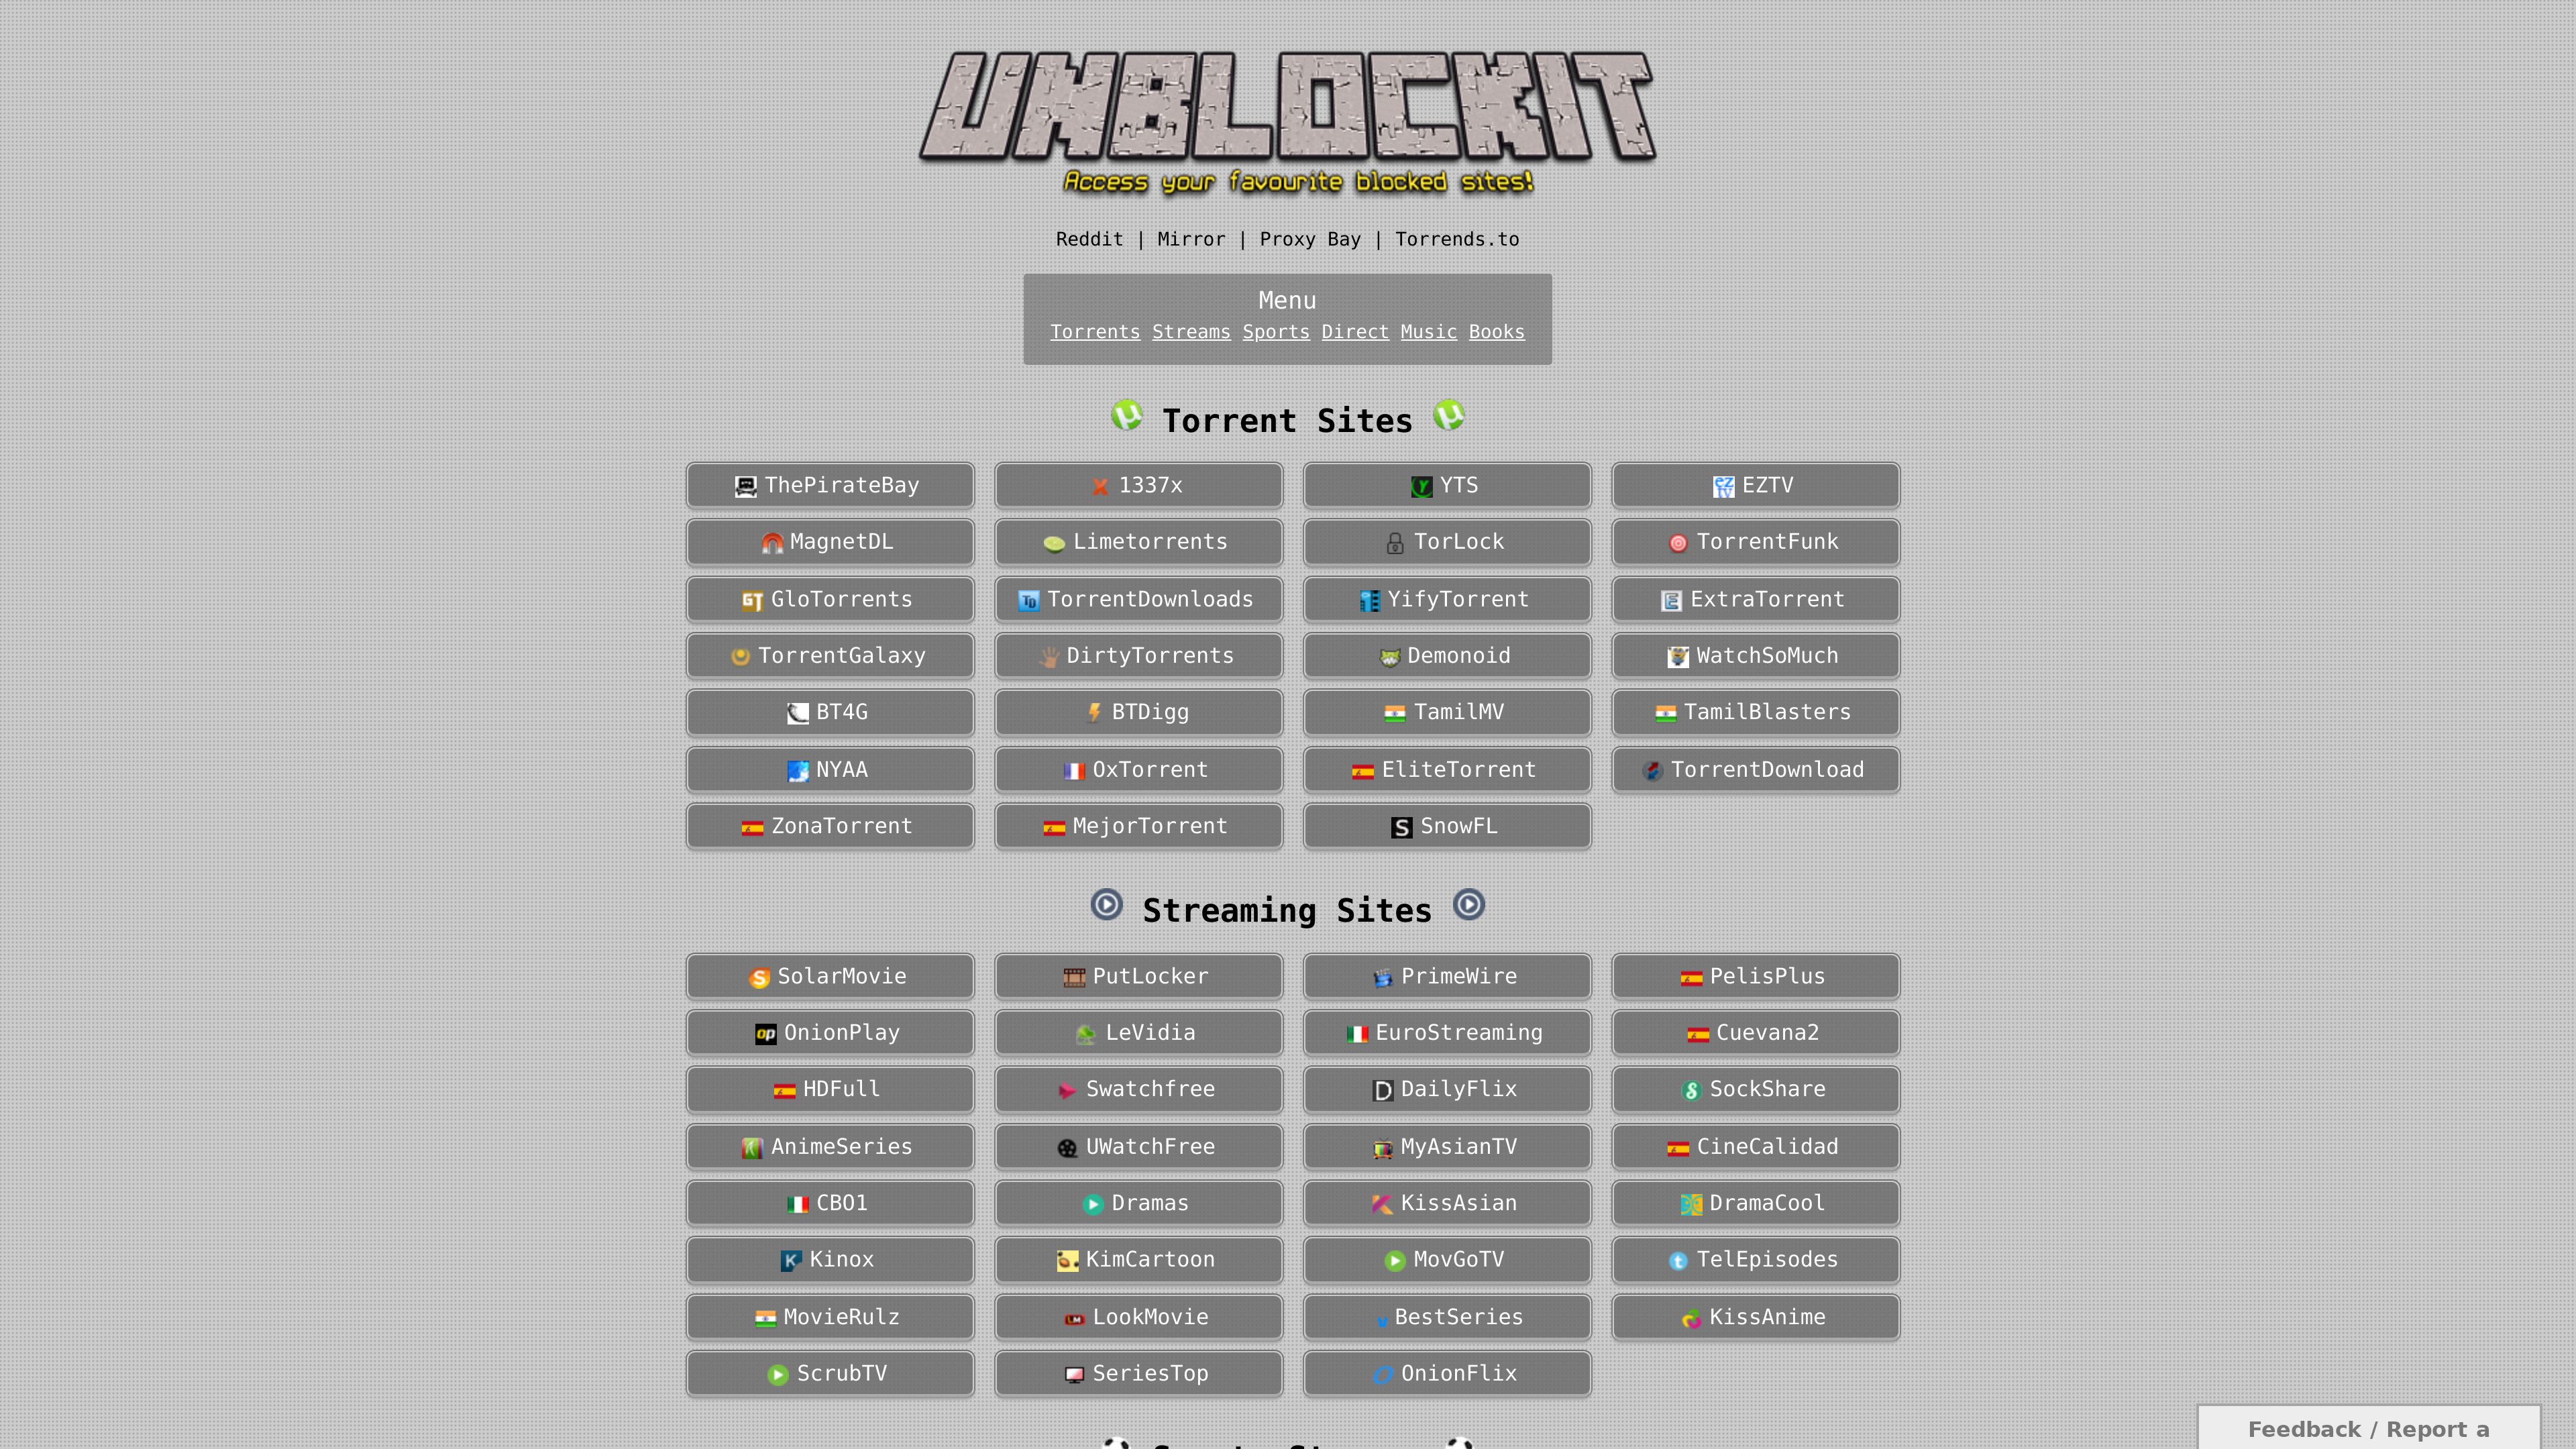 UNBLOCKIT
Access your favourite blocked sites!
Reddit | Mirror | Proxy Bay | Torrends.to
Menu
Torrents Streams Sports Direct Music Books
Torrent Sites
ThePirateBay 1337x YTS EZTV
MagnetDL Limetorrents TorLock TorrentFunk
GloTorrents TorrentDownloads YifyTorrent ExtraTorrent
TorrentGalaxy DirtyTorrents Demonoid WatchSoMuch
BT4G BTDigg TamilMV TamilBlasters
NYAA OxTorrent EliteTorrent TorrentDownload
ZonaTorrent MejorTorrent SnowFL
Streaming Sites
SolarMovie PutLocker PrimeWire PelisPlus
OnionPlay LeVidia EuroStreaming Cuevana2
HDFull Swatchfree DailyFlix SockShare
AnimeSeries UWatchFree MyAsianTV CineCalidad
CBO1 Dramas KissAsian DramaCool
Kinox KimCartoon MovGoTV TelEpisodes
MovieRulz LookMovie BestSeries KissAnime
ScrubTV SeriesTop OnionFlix
Feedback / Report a